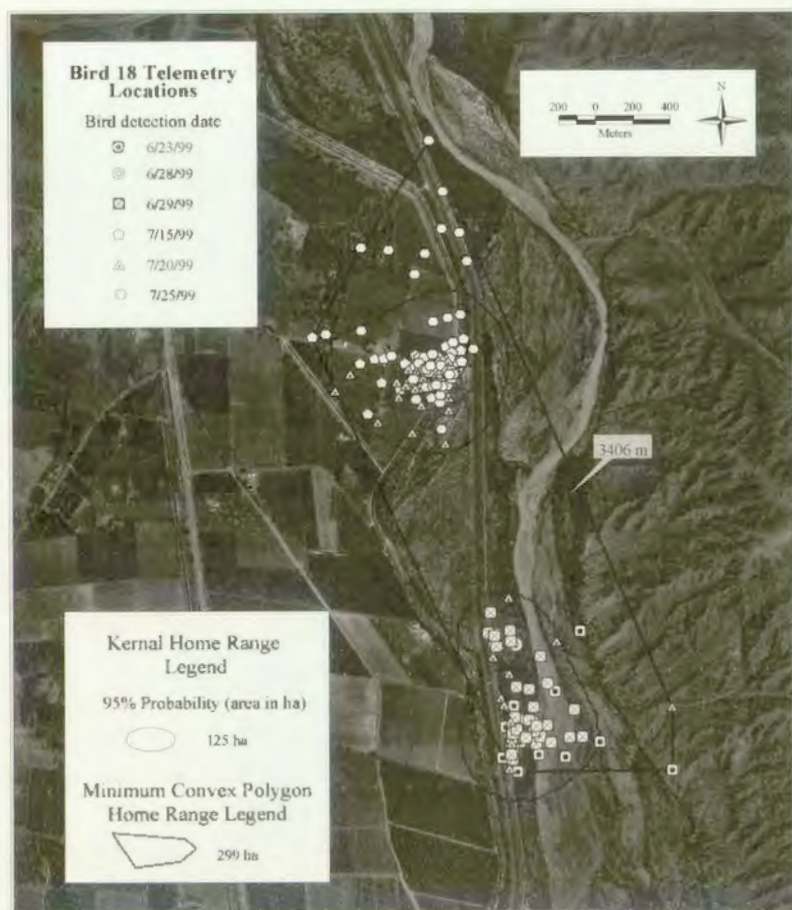 Bird 18 Telemetry
Locations
Bird detection date
6/23/99
6/28/99
6/29/99
7/15/99
7/20/99
7/25/99
N
200 0 200 400
Meters
3406 m
Kernal Home Range
Legend
95% Probability (area in ha)
125 ha
Minimum Convex Polygon
Home Range Legend
299 ha